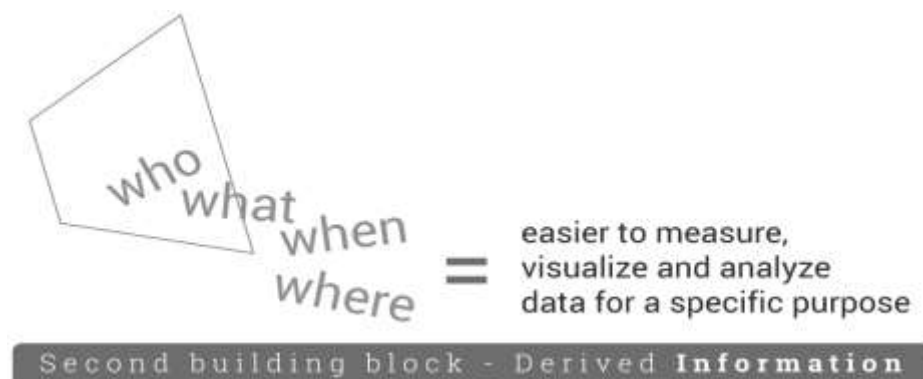 who
what
when
where
=
easier to measure,
visualize and analyze
data for a specific purpose
Second building block - Derived Information